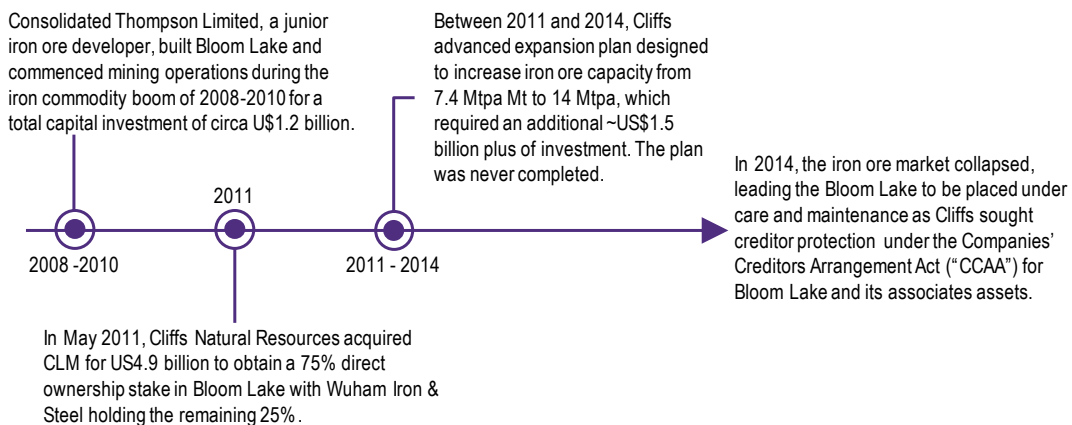 Consolidated Thompson Limited, a junior
iron ore developer, built Bloom Lake and
commenced mining operations during the
iron commodity boom of 2008-2010 for a
total capital investment of circa U$1.2 billion.
Between 2011 and 2014, Cliffs
advanced expansion plan designed
to increase iron ore capacity from
7.4 Mtpa Mt to 14 Mtpa, which
required an additional ~US$1.5
billion plus of investment. The plan
was never completed.
In 2014, the iron ore market collapsed,
leading the Bloom Lake to be placed under
care and maintenance as Cliffs sought
creditor protection under the Companies'
Creditors Arrangement Act ("CCAA") for
Bloom Lake and its associates assets.
2011
2008 -2010
2011 - 2014
In May 2011, Cliffs Natural Resources acquired
CLM for US4.9 billion to obtain a 75% direct
ownership stake in Bloom Lake with Wuham Iron &
Steel holding the remaining 25%.